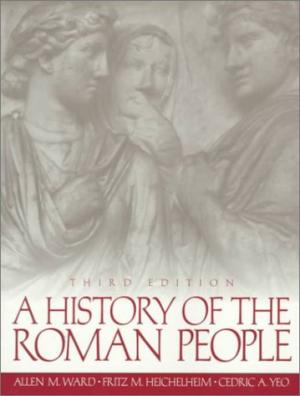 THIRD EDITION
A HISTORY OF THE
ROMAN PEOPLE
ALLEN M. WARD • FRITZ M. HEICHELHEIM • CEDRIC A. YEO